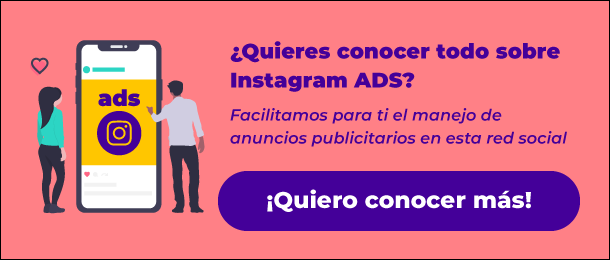 ¿Quieres conocer todo sobre
Instagram ADS?
Facilitamos para ti el manejo de
anuncios publicitarios en esta red social
ads
¡Quiero conocer más!